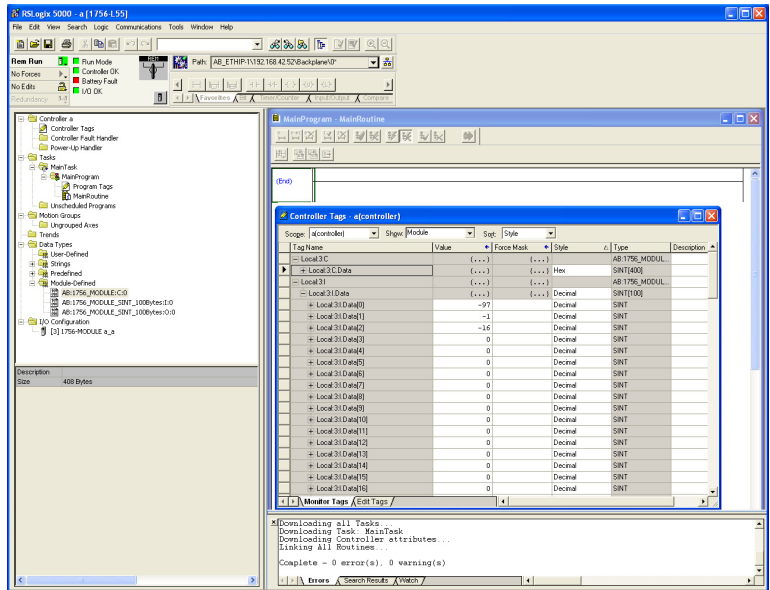 RSLogix 5000 - a [1756-L55]
File Edit View Search Logic Communications Tools Window Help
Rem Run
Run Mode
REM
Path: AB_ETHIP-1\192.168.42.52\Backplane\0*
No Forces
Controller OK
Battery Fault
No Edits
I/O OK
Redundancy
Favorites Bit Timer/Counter Input/Output Compare
Controller a
Controller Tags
Controller Fault Handler
Power-Up Handler
Tasks
MainTask
MainProgram
Program Tags
MainRoutine
Unscheduled Programs
Motion Groups
Ungrouped Axes
Trends
Data Types
User-Defined
Strings
Predefined
Module-Defined
AB:1756_MODULE:C:0
AB:1756_MODULE_SINT_100Bytes:I:0
AB:1756_MODULE_SINT_100Bytes:O:0
I/O Configuration
[3] 1756-MODULE a_a
Description
Size 408 Bytes
MainProgram - MainRoutine
(End)
Controller Tags - a(controller)
Scope: a(controller) Show: Module Sort: Style
Tag Name Value Force Mask Style Type Description
Local:3:C {...} {...} AB:1756_MODUL...
Local:3:C.Data {...} {...} Hex SINT[400]
Local:3:I {...} {...} AB:1756_MODUL...
Local:3:I.Data {...} {...} Decimal SINT[100]
Local:3:I.Data[0] -97 Decimal SINT
Local:3:I.Data[1] -1 Decimal SINT
Local:3:I.Data[2] -16 Decimal SINT
Local:3:I.Data[3] 0 Decimal SINT
Local:3:I.Data[4] 0 Decimal SINT
Local:3:I.Data[5] 0 Decimal SINT
Local:3:I.Data[6] 0 Decimal SINT
Local:3:I.Data[7] 0 Decimal SINT
Local:3:I.Data[8] 0 Decimal SINT
Local:3:I.Data[9] 0 Decimal SINT
Local:3:I.Data[10] 0 Decimal SINT
Local:3:I.Data[11] 0 Decimal SINT
Local:3:I.Data[12] 0 Decimal SINT
Local:3:I.Data[13] 0 Decimal SINT
Local:3:I.Data[14] 0 Decimal SINT
Local:3:I.Data[15] 0 Decimal SINT
Local:3:I.Data[16] 0 Decimal SINT
Monitor Tags Edit Tags
Downloading all Tasks...
Downloading Task: MainTask
Downloading Controller attributes...
Linking All Routines...
Complete - 0 error(s), 0 warning(s)
Errors Search Results Watch